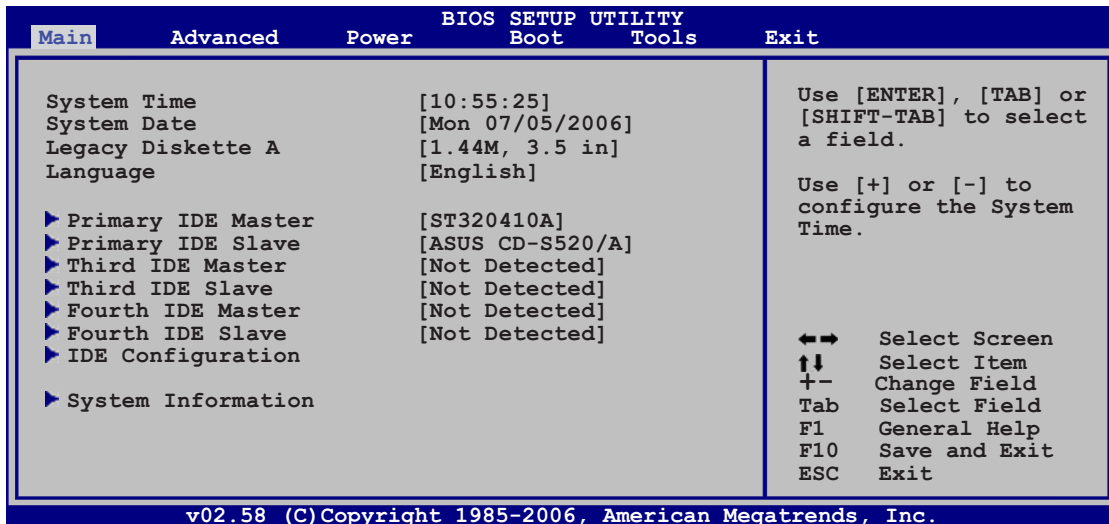 BIOS SETUP UTILITY
Main Advanced Power Boot Tools Exit
System Time [10:55:25]
System Date [Mon 07/05/2006]
Legacy Diskette A [1.44M, 3.5 in]
Language [English]
Primary IDE Master [ST320410A]
Primary IDE Slave [ASUS CD-S520/A]
Third IDE Master [Not Detected]
Third IDE Slave [Not Detected]
Fourth IDE Master [Not Detected]
Fourth IDE Slave [Not Detected]
IDE Configuration
System Information
Use [ENTER], [TAB] or
[SHIFT-TAB] to select
a field.
Use [+] or [-] to
configure the System
Time.
←→ Select Screen
↑↓ Select Item
+- Change Field
Tab Select Field
F1 General Help
F10 Save and Exit
ESC Exit
v02.58 (C)Copyright 1985-2006, American Megatrends, Inc.